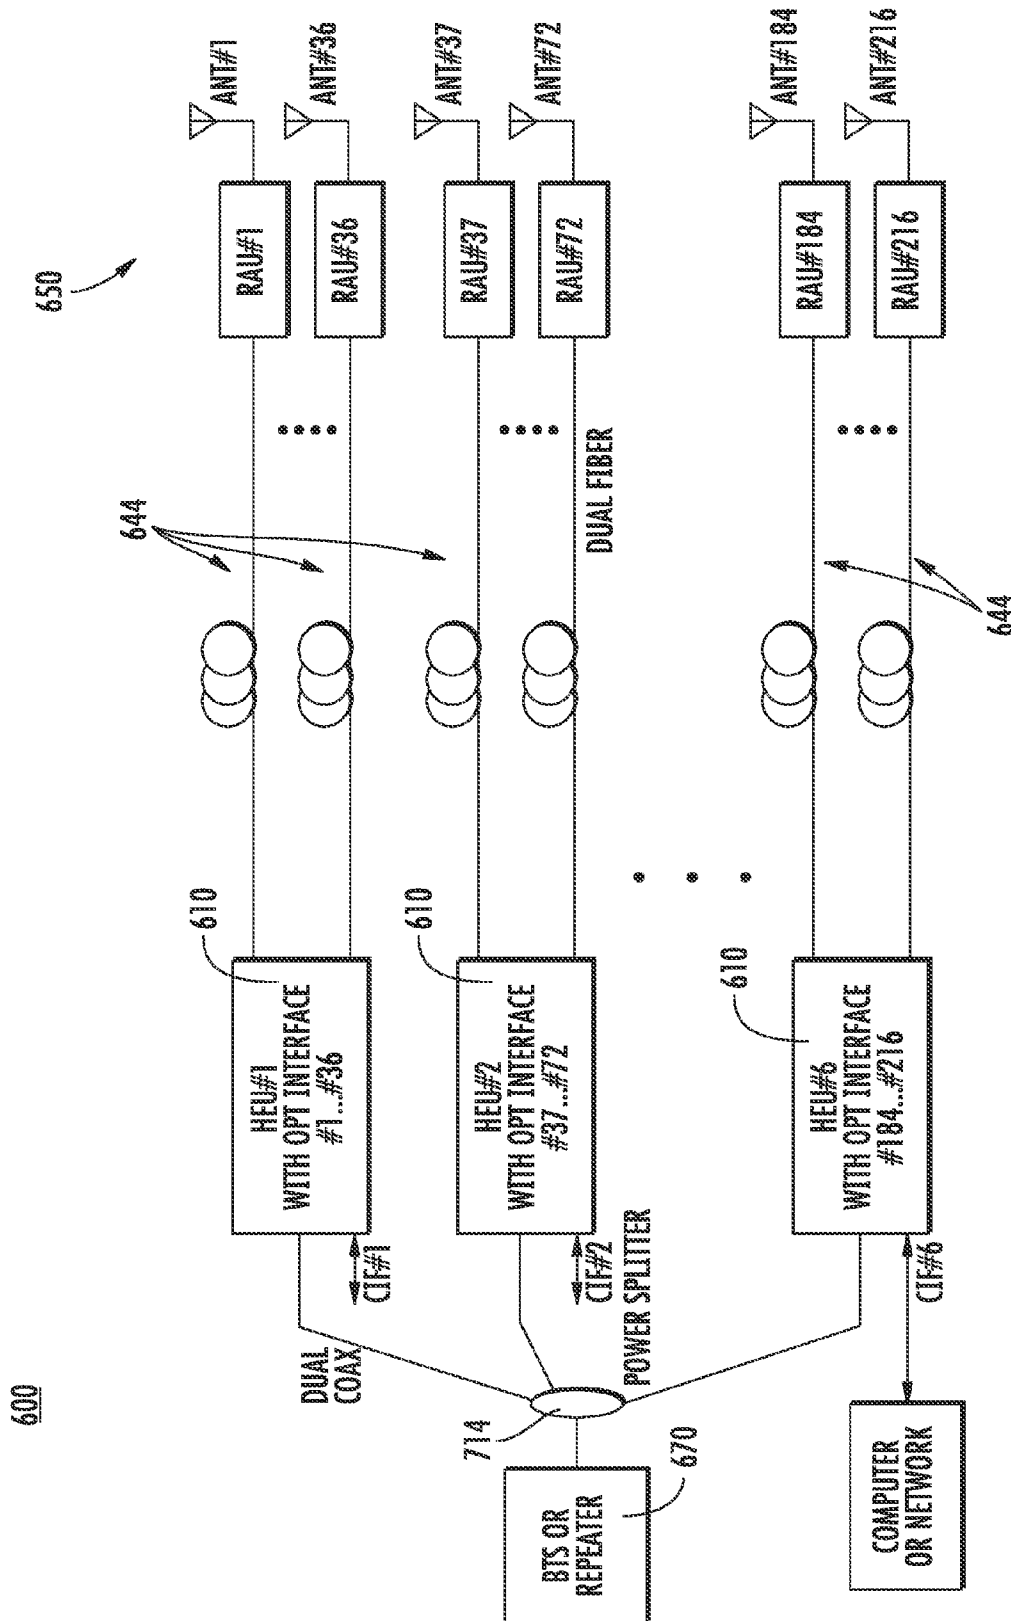 600
650
BTS OR
REPEATER
670
714
POWER SPLITTER
DUAL
COAX
COMPUTER
OR NETWORK
CIF#1
CIF#2
CIF#6
HEU#1
WITH OPT INTERFACE
#1...#36
610
HEU#2
WITH OPT INTERFACE
#37...#72
610
HEU#6
WITH OPT INTERFACE
#184...#216
610
644
644
DUAL FIBER
RAU#1
ANT#1
RAU#36
ANT#36
RAU#37
ANT#37
RAU#72
ANT#72
RAU#184
ANT#184
RAU#216
ANT#216